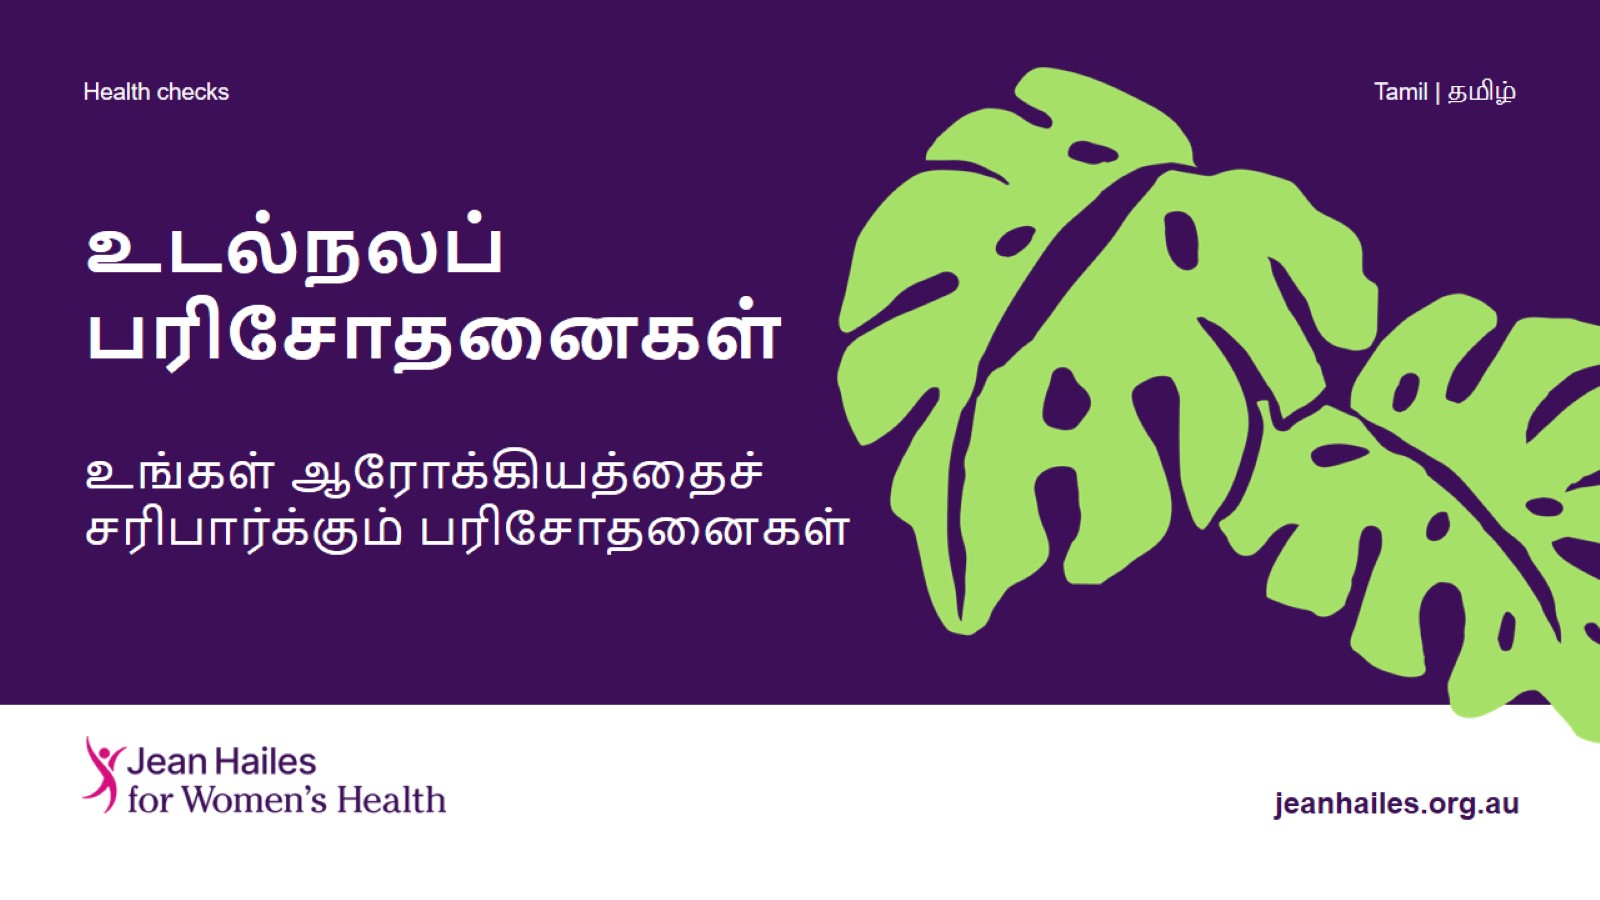 Health checks
Tamil | தமிழ்
உடல்நலப்
பரிசோதனைகள்
உங்கள் ஆரோக்கியத்தைச்
சரிபார்க்கும் பரிசோதனைகள்
Jean Hailes
for Women's Health
jeanhailes.org.au